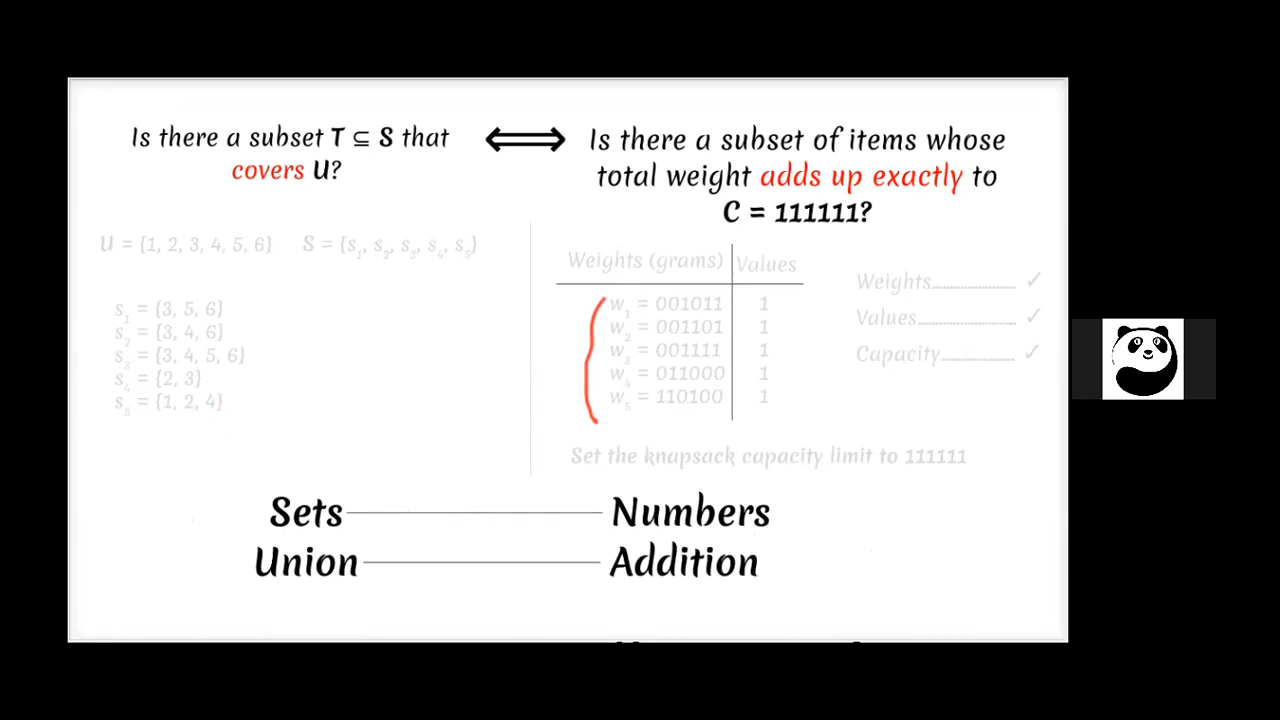 Is there a subset T ⊆ S that
covers U?
Is there a subset of items whose
total weight adds up exactly to
C = 111111?
U = {1, 2, 3, 4, 5, 6} S = {s₁, s₂, s₃, s₄, s₅}
s₁ = {3, 5, 6}
s₂ = {3, 4, 6}
s₃ = {3, 4, 5, 6}
s₄ = {2, 3}
s₅ = {1, 2, 4}
Weights (grams) Values
w₁ = 001011 1
w₂ = 001101 1
w₃ = 001111 1
w₄ = 011000 1
w₅ = 110100 1
Weights........................ ✓
Values........................... ✓
Capacity..................... ✓
Set the knapsack capacity limit to 111111
Sets Numbers
Union Addition